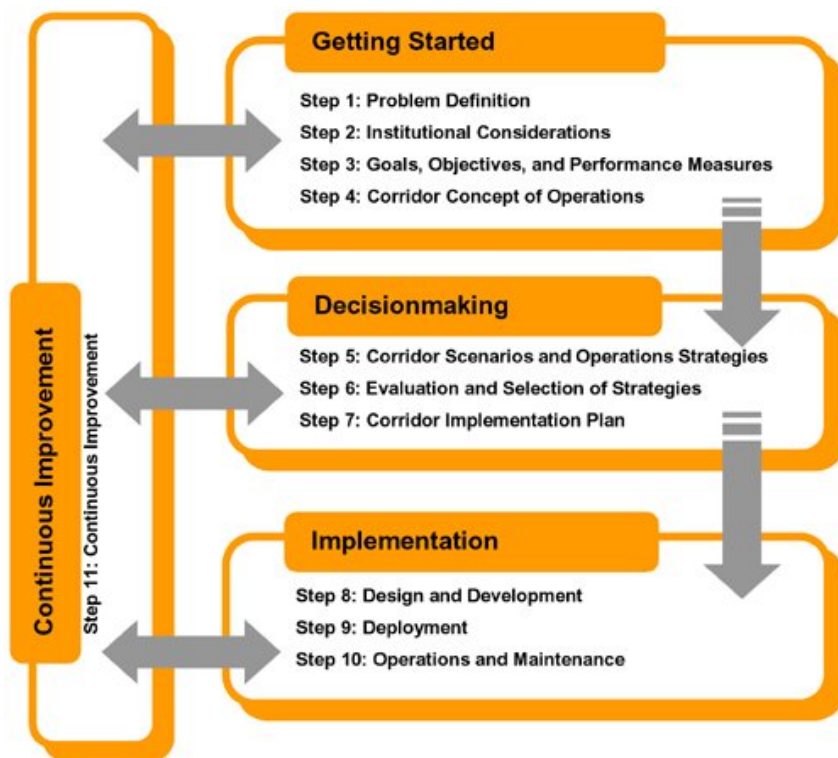 Getting Started
Step 1: Problem Definition
Step 2: Institutional Considerations
Step 3: Goals, Objectives, and Performance Measures
Step 4: Corridor Concept of Operations
Decisionmaking
Step 5: Corridor Scenarios and Operations Strategies
Step 6: Evaluation and Selection of Strategies
Step 7: Corridor Implementation Plan
Implementation
Step 8: Design and Development
Step 9: Deployment
Step 10: Operations and Maintenance
Continuous Improvement
Step 11: Continuous Improvement